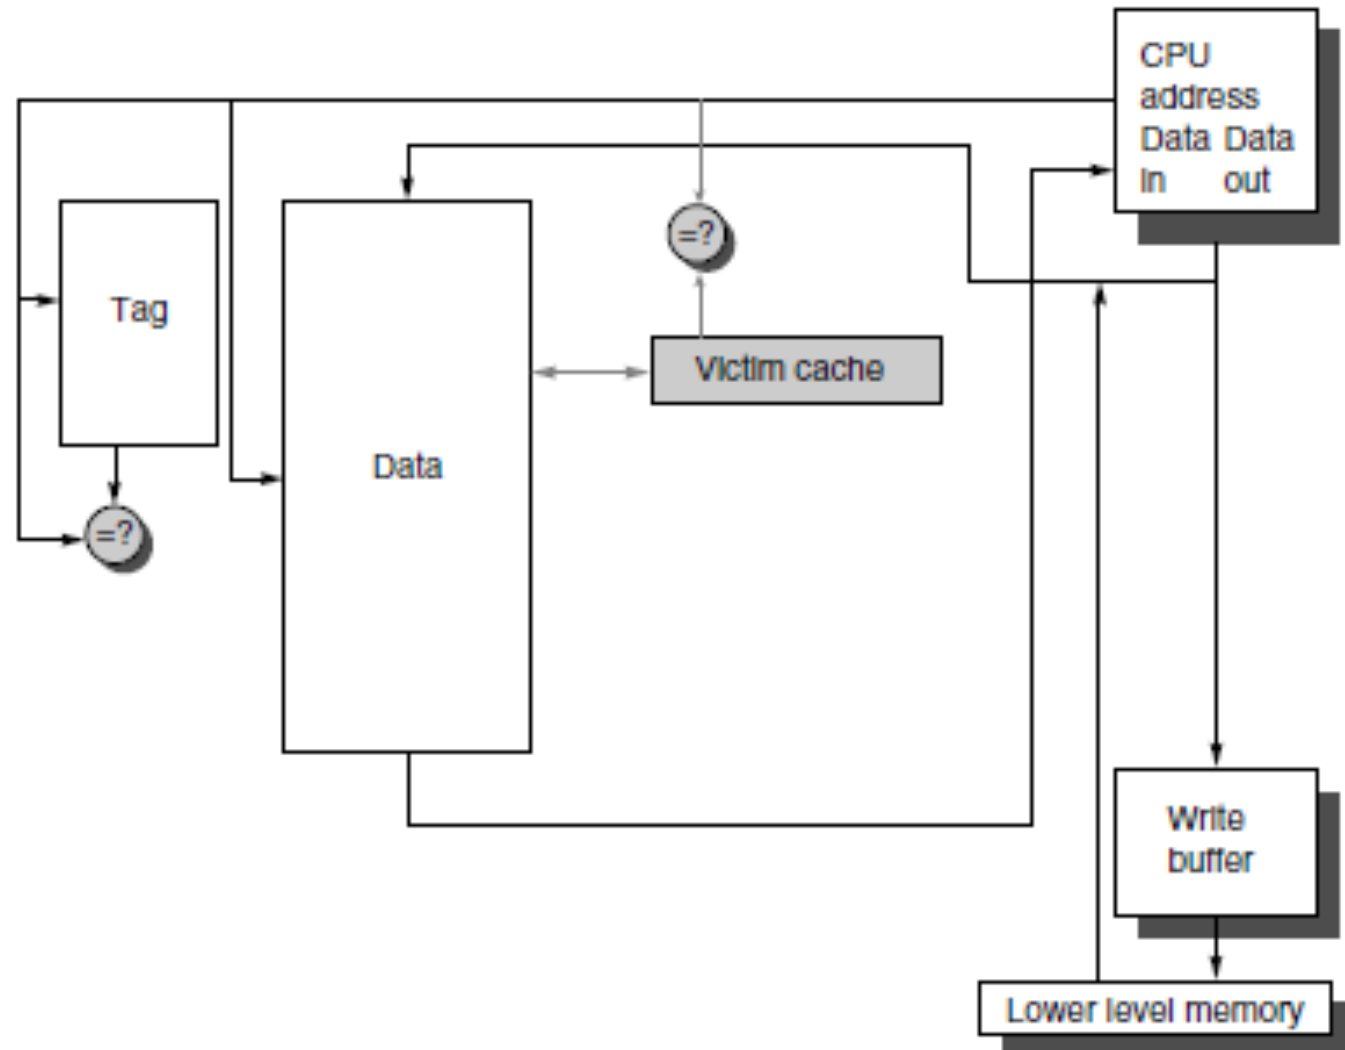 CPU
address
Data Data
In out
=?
Tag
Victim cache
Data
=?
Write
buffer
Lower level memory